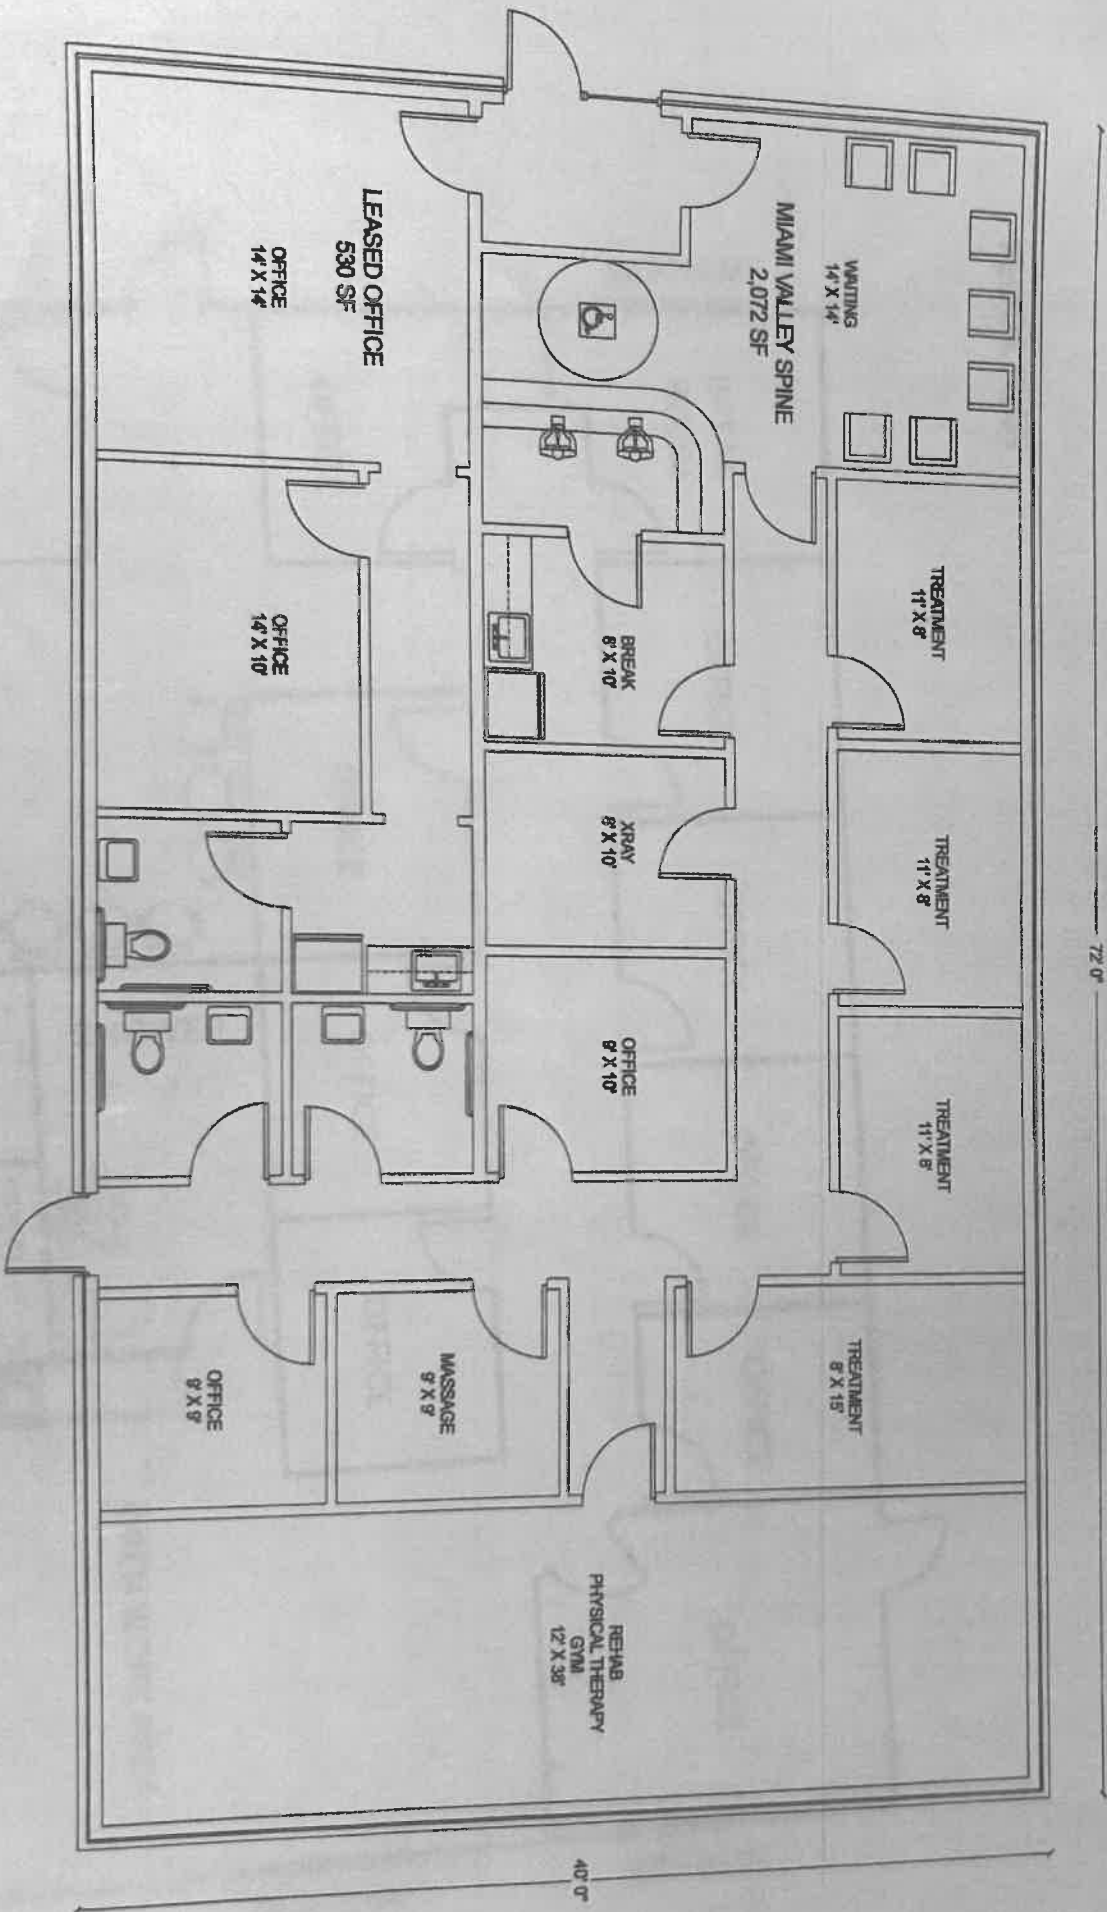 72' 0"
40' 0"
WAITING
14' X 14'
MIAMI VALLEY SPINE
2,072 SF
LEASED OFFICE
530 SF
OFFICE
14' X 14'
TREATMENT
11' X 8'
BREAK
8' X 10'
OFFICE
14' X 10'
TREATMENT
11' X 8'
XRAY
8' X 10'
TREATMENT
11' X 8'
OFFICE
9' X 10'
TREATMENT
8' X 15'
MASSAGE
9' X 9'
OFFICE
9' X 9'
REHAB
PHYSICAL THERAPY
GYM
12' X 38'